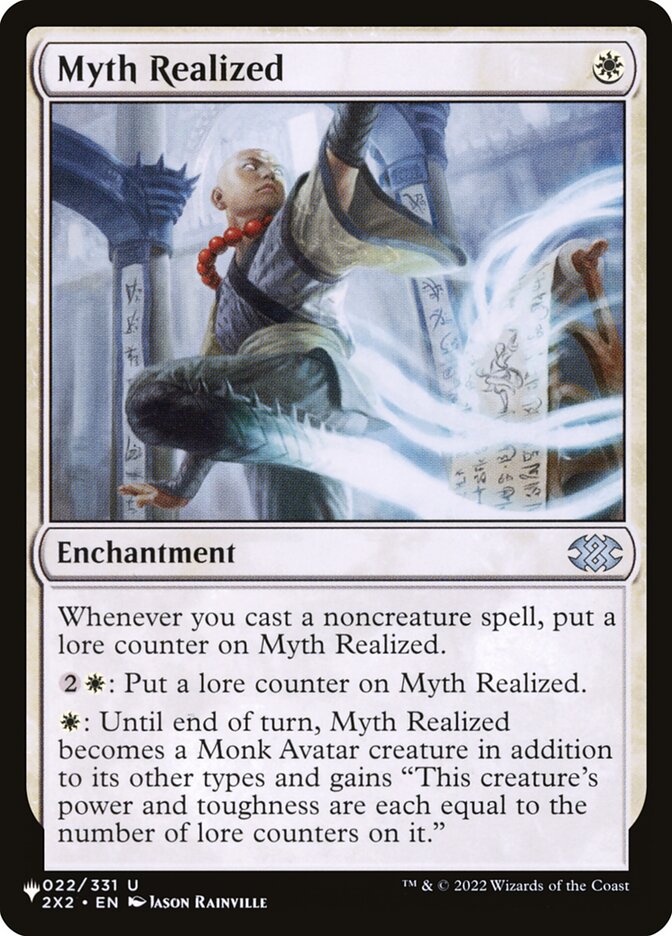 Myth Realized
Enchantment
Whenever you cast a noncreature spell, put a
lore counter on Myth Realized.
2: Put a lore counter on Myth Realized.
: Until end of turn, Myth Realized
becomes a Monk Avatar creature in addition
to its other types and gains “This creature’s
power and toughness are each equal to the
number of lore counters on it.”
022/331 U
2X2 • EN Jason Rainville
™ & © 2022 Wizards of the Coast